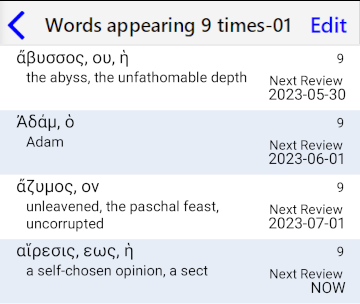 Words appearing 9 times-01 Edit
ἄβυσσος, ου, ἡ 9
the abyss, the unfathomable depth
Next Review
2023-05-30
Ἀδάμ, ὁ 9
Adam
Next Review
2023-06-01
ἄζυμος, ον 9
unleavened, the paschal feast,
uncorrupted
Next Review
2023-07-01
αἵρεσις, εως, ἡ 9
a self-chosen opinion, a sect
Next Review
NOW